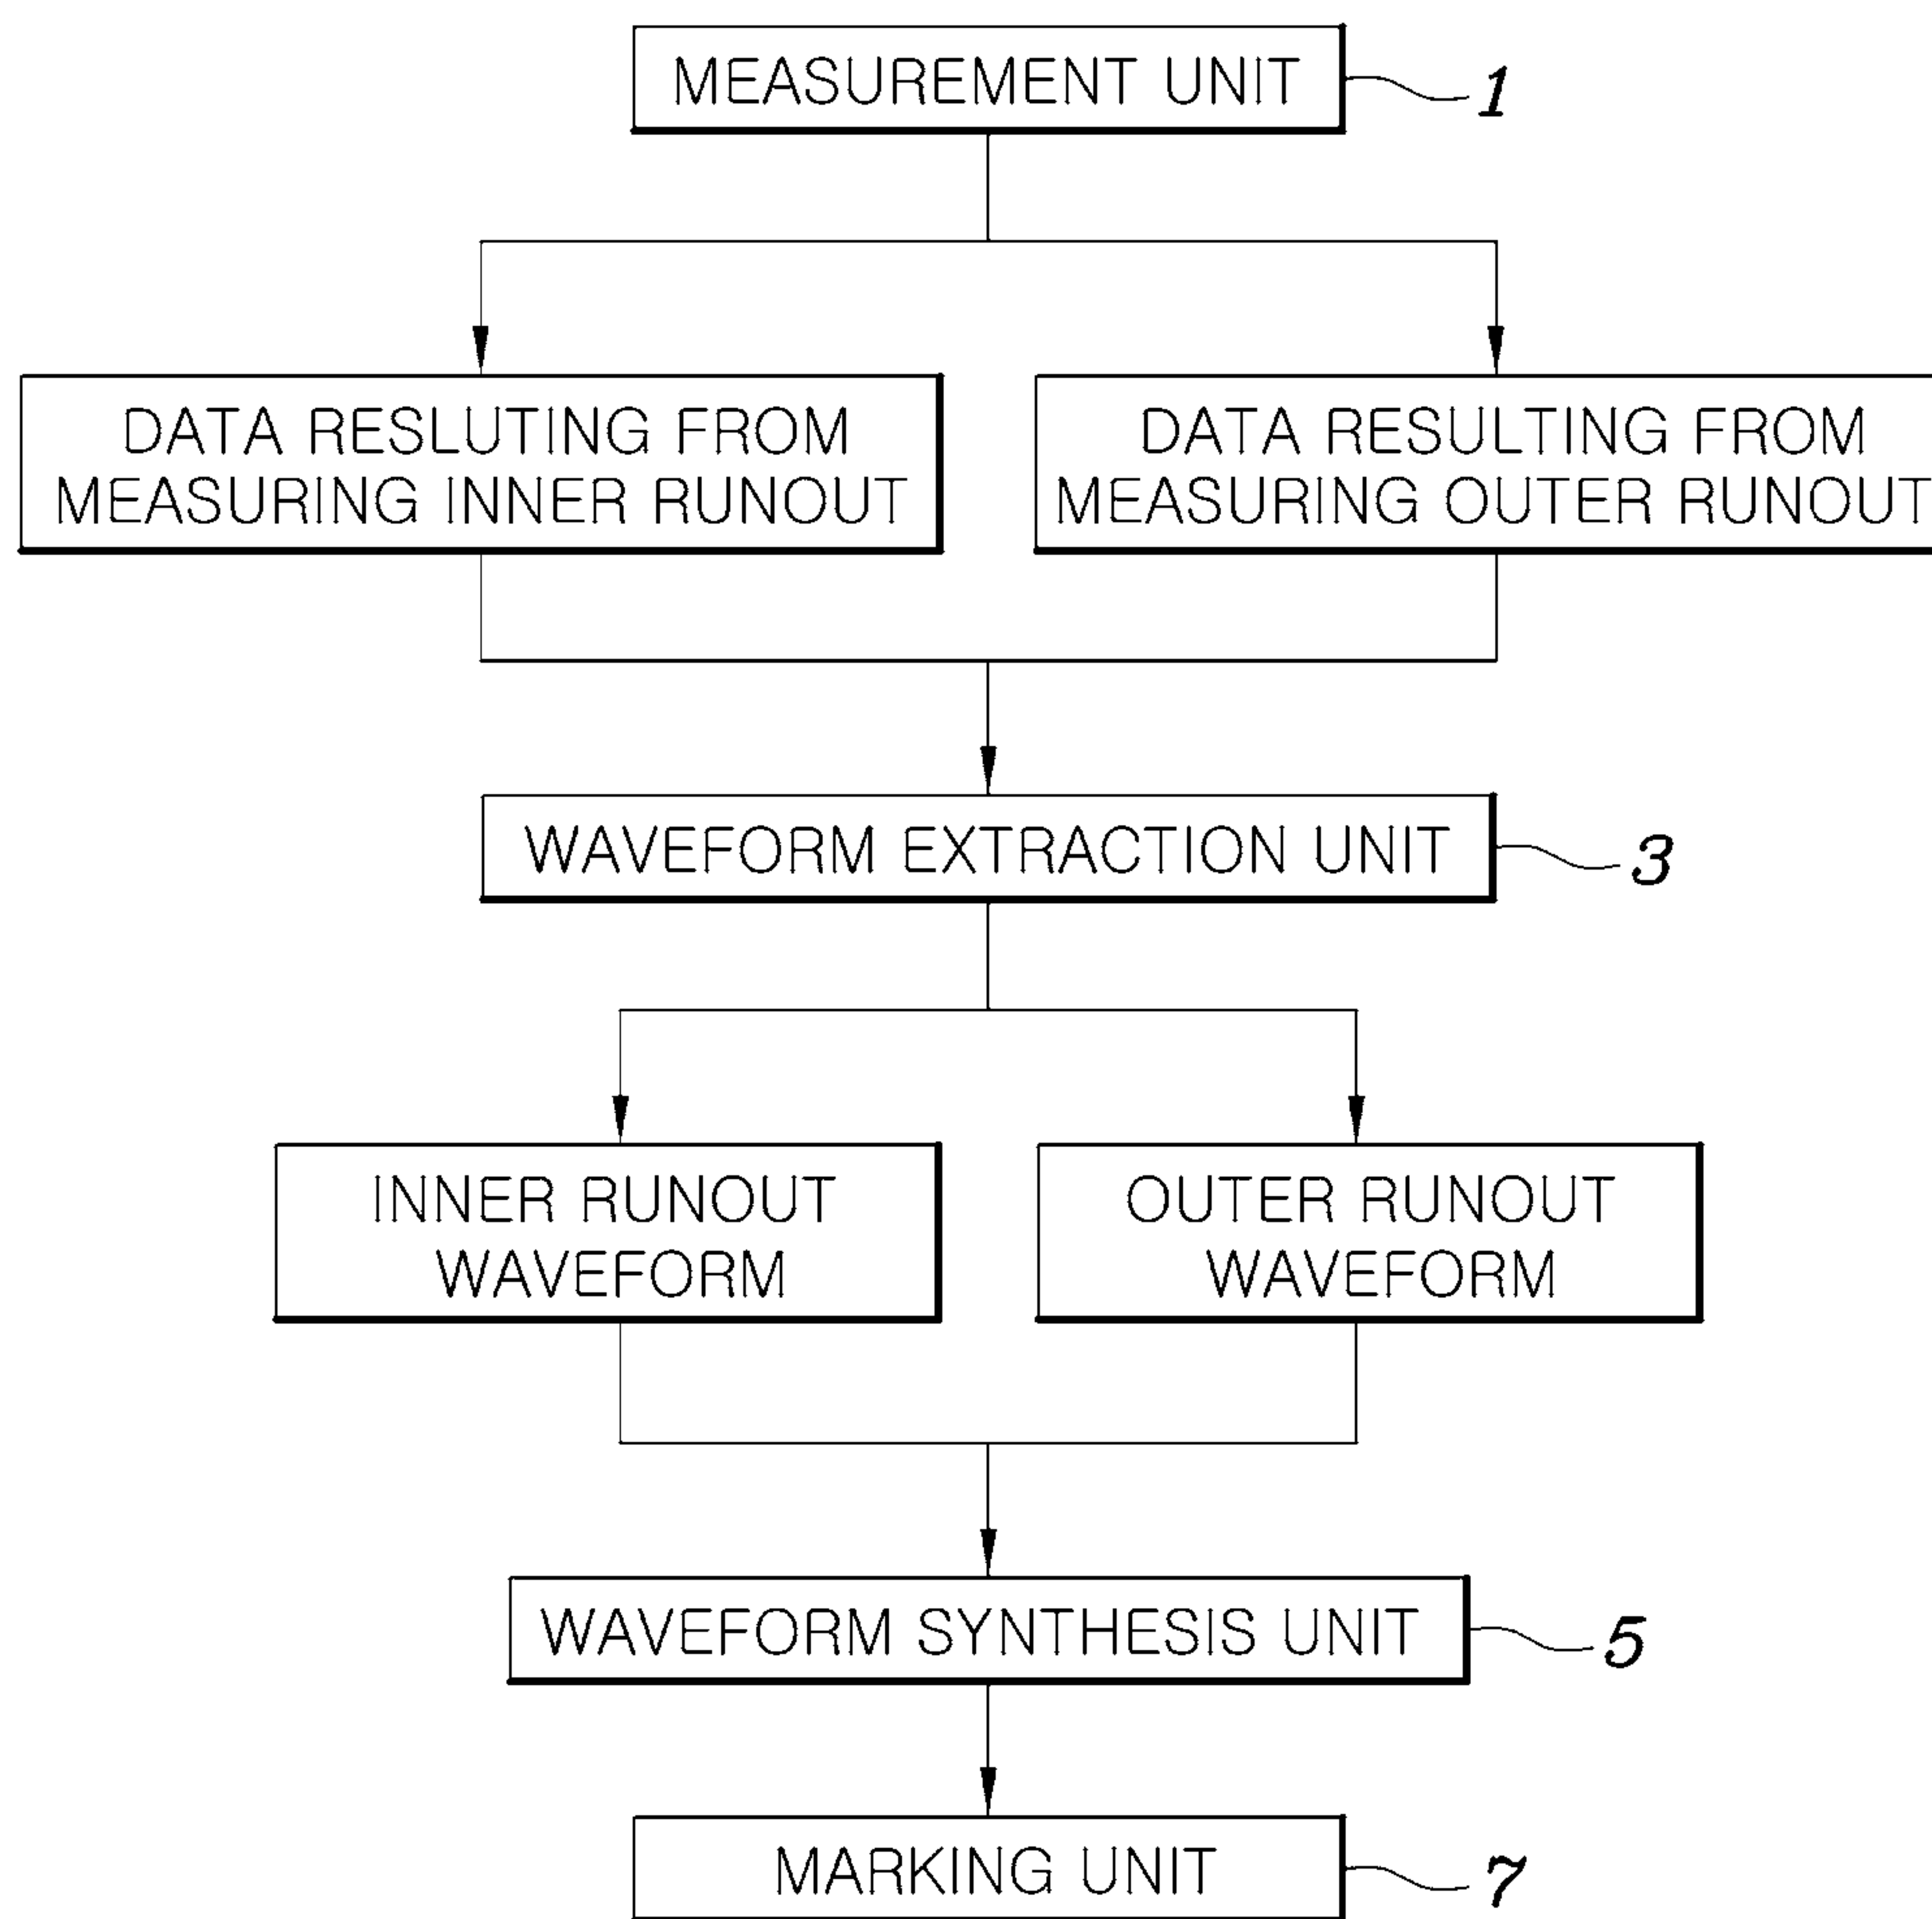 MEASUREMENT UNIT
1
DATA RESLUTING FROM
MEASURING INNER RUNOUT
DATA RESULTING FROM
MEASURING OUTER RUNOUT
WAVEFORM EXTRACTION UNIT
3
INNER RUNOUT
WAVEFORM
OUTER RUNOUT
WAVEFORM
WAVEFORM SYNTHESIS UNIT
5
MARKING UNIT
7